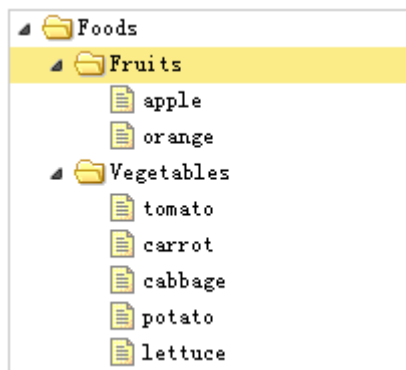 Foods
Fruits
apple
orange
Vegetables
tomato
carrot
cabbage
potato
lettuce